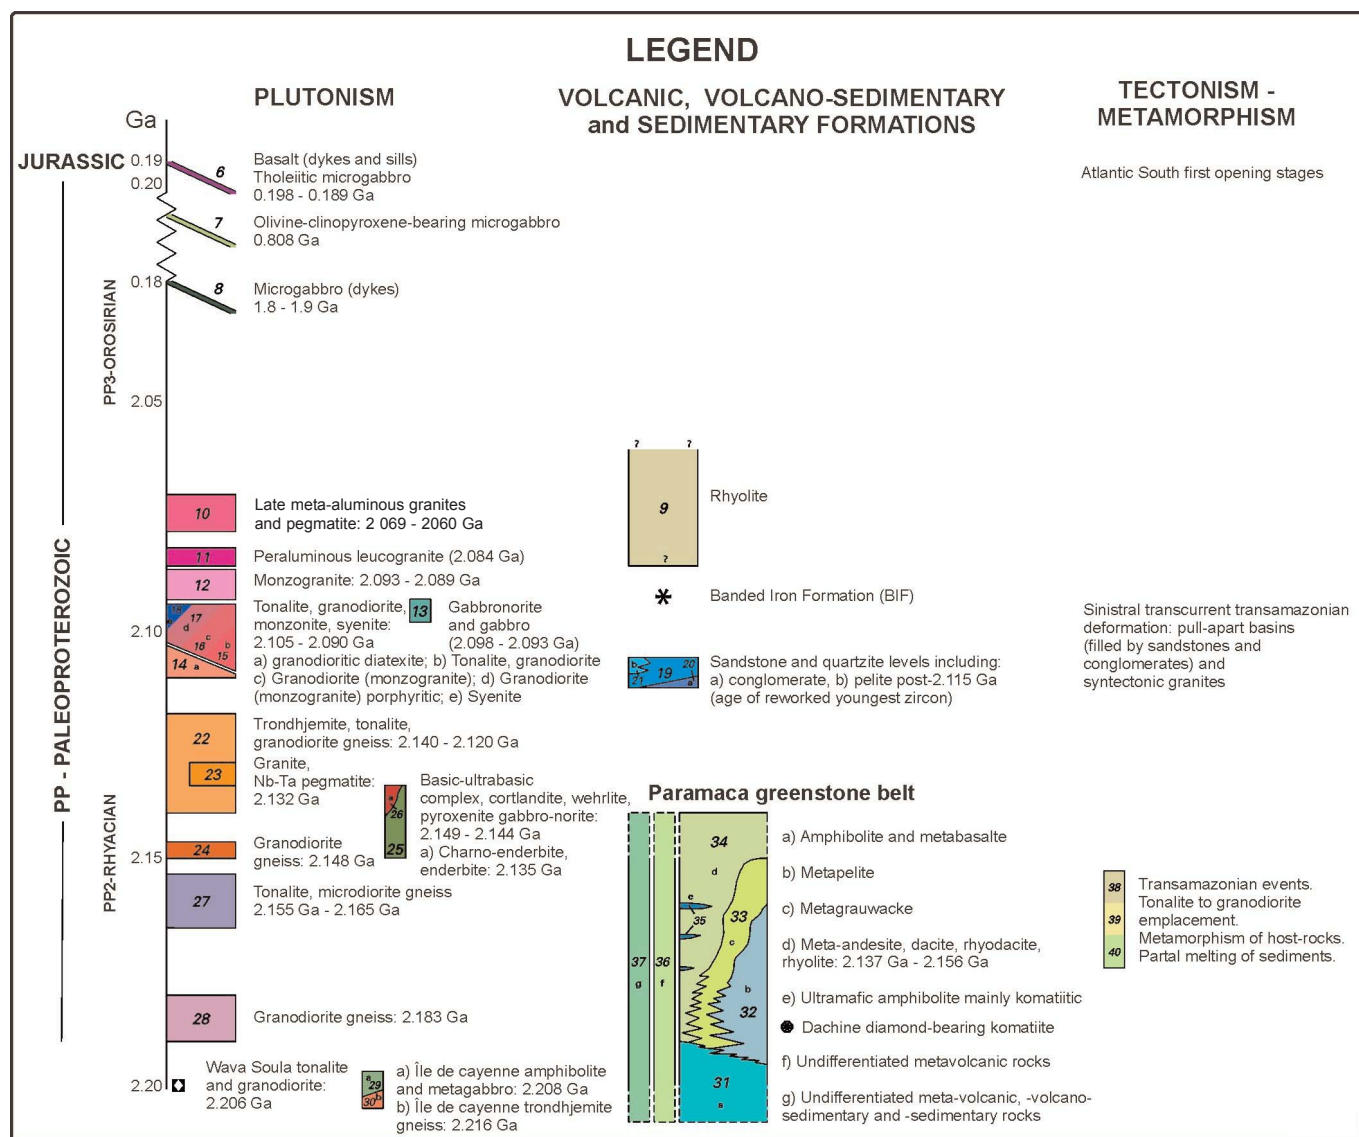 LEGEND
PLUTONISM
VOLCANIC, VOLCANO-SEDIMENTARY
and SEDIMENTARY FORMATIONS
TECTONISM -
METAMORPHISM
Ga
JURASSIC
0.19
0.20
0.18
2.05
2.10
2.15
2.20
PP3-OROSIRIAN
PP2-RHYACIAN
PP - PALEOPROTEROZOIC
6
Basalt (dykes and sills)
Tholeiitic microgabbro
0.198 - 0.189 Ga
Atlantic South first opening stages
7
Olivine-clinopyroxene-bearing microgabbro
0.808 Ga
8
Microgabbro (dykes)
1.8 - 1.9 Ga
10
Late meta-aluminous granites
and pegmatite: 2 069 - 2060 Ga
11
Peraluminous leucogranite (2.084 Ga)
12
Monzogranite: 2.093 - 2.089 Ga
18
e
17
d
c
16
b
15
14 a
Tonalite, granodiorite,
monzonite, syenite:
2.105 - 2.090 Ga
13
Gabbronorite
and gabbro
(2.098 - 2.093 Ga)
a) granodioritic diatexite; b) Tonalite, granodiorite
c) Granodiorite (monzogranite); d) Granodiorite
(monzogranite) porphyritic; e) Syenite
22
Trondhjemite, tonalite,
granodiorite gneiss: 2.140 - 2.120 Ga
23
Granite,
Nb-Ta pegmatite:
2.132 Ga
a
26
25
Basic-ultrabasic
complex, cortlandite, wehrlite,
pyroxenite gabbro-norite:
2.149 - 2.144 Ga
a) Charno-enderbite,
enderbite: 2.135 Ga
24
Granodiorite
gneiss: 2.148 Ga
27
Tonalite, microdiorite gneiss
2.155 Ga - 2.165 Ga
28
Granodiorite gneiss: 2.183 Ga
Wava Soula tonalite
and granodiorite:
2.206 Ga
a
29
30 b
a) Île de cayenne amphibolite
and metagabbro: 2.208 Ga
b) Île de cayenne trondhjemite
gneiss: 2.216 Ga
? ?
9
?
Rhyolite
Banded Iron Formation (BIF)
b
21
19
20
a
Sandstone and quartzite levels including:
a) conglomerate, b) pelite post-2.115 Ga
(age of reworked youngest zircon)
Sinistral transcurrent transamazonian
deformation: pull-apart basins
(filled by sandstones and
conglomerates) and
syntectonic granites
Paramaca greenstone belt
34
d
e
35
33
c
b
32
31
a
37
g
36
f
a) Amphibolite and metabasalte
b) Metapelite
c) Metagrauwacke
d) Meta-andesite, dacite, rhyodacite,
rhyolite: 2.137 Ga - 2.156 Ga
e) Ultramafic amphibolite mainly komatiitic
Dachine diamond-bearing komatiite
f) Undifferentiated metavolcanic rocks
g) Undifferentiated meta-volcanic, -volcano-
sedimentary and -sedimentary rocks
38
39
40
Transamazonian events.
Tonalite to granodiorite
emplacement.
Metamorphism of host-rocks.
Partal melting of sediments.